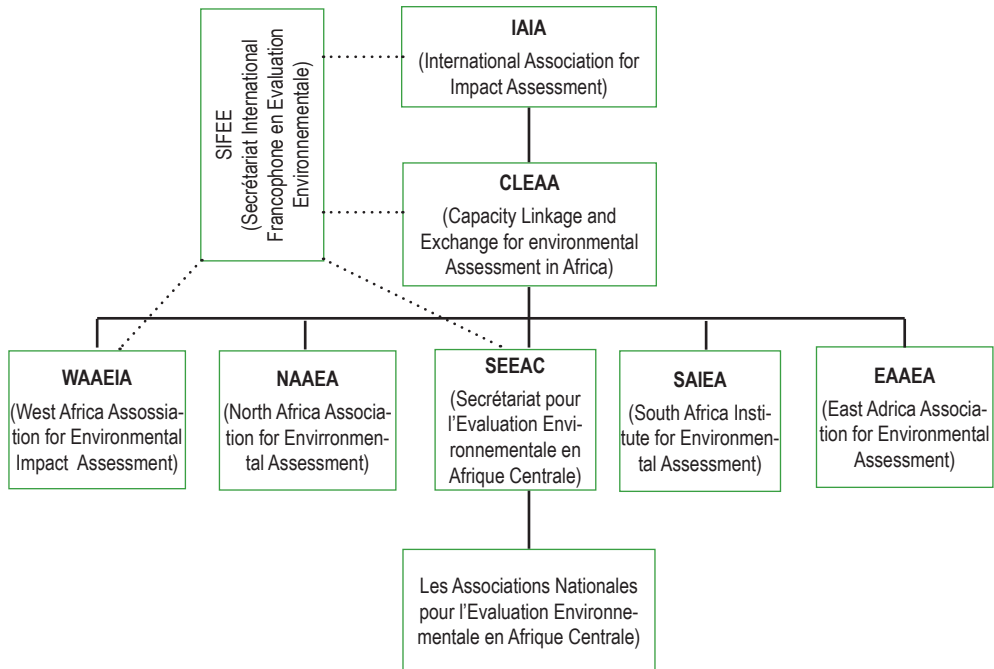 SIFEE
(Secrétariat International
Francophone en Evaluation
Environnementale)
IAIA
(International Association for
Impact Assessment)
CLEAA
(Capacity Linkage and
Exchange for environmental
Assessment in Africa)
WAAEIA
(West Africa Assossia-
tion for Environmental
Impact Assessment)
NAAEA
(North Africa Associa-
tion for Environmen-
tal Assessment)
SEEAC
(Secrétariat pour
l'Evaluation Envi-
ronnementale en
Afrique Centrale)
SAIEA
(South Africa Insti-
tute for Environmen-
tal Assessment)
EAAEA
(East Adrica Associa-
tion for Environmental
Assessment)
Les Associations Nationales
pour l'Evaluation Environne-
mentale en Afrique Centrale)